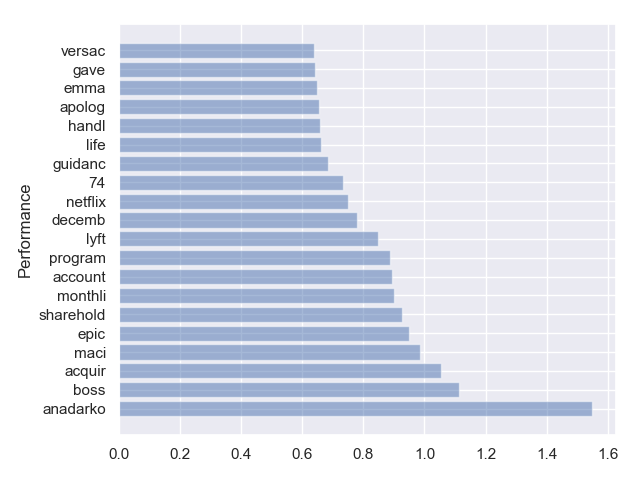 versac
gave
emma
apolog
handl
life
guidanc
74
netflix
decemb
lyft
program
account
monthli
sharehold
epic
maci
acquir
boss
anadarko
Performance
0.0 0.2 0.4 0.6 0.8 1.0 1.2 1.4 1.6